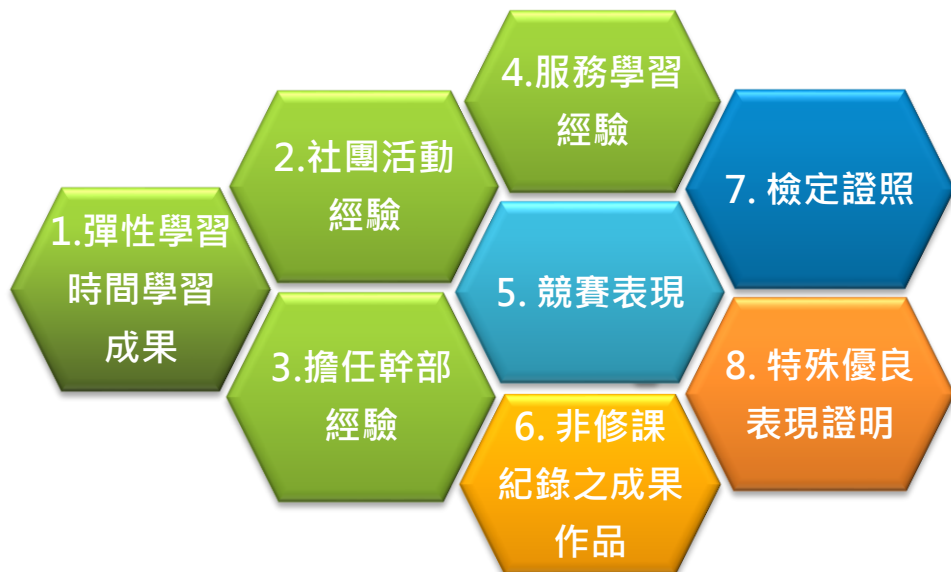 1.彈性學習
時間學習
成果
2.社團活動
經驗
3.擔任幹部
經驗
4.服務學習
經驗
5. 競賽表現
6. 非修課
紀錄之成果
作品
7. 檢定證照
8. 特殊優良
表現證明